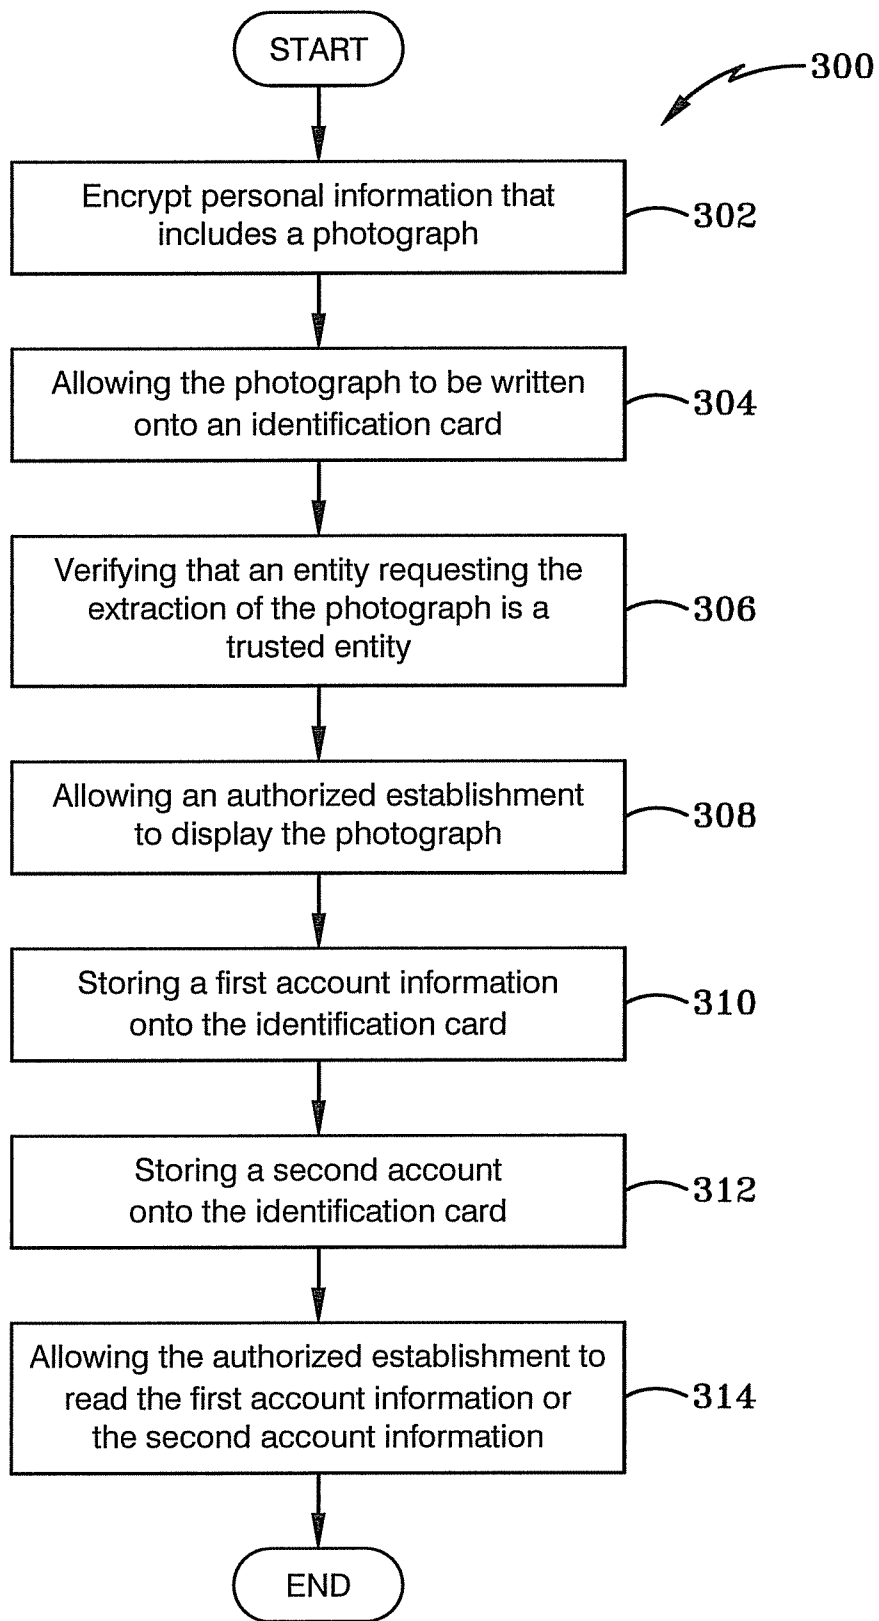 START
300
Encrypt personal information that
includes a photograph
302
Allowing the photograph to be written
onto an identification card
304
Verifying that an entity requesting the
extraction of the photograph is a
trusted entity
306
Allowing an authorized establishment
to display the photograph
308
Storing a first account information
onto the identification card
310
Storing a second account
onto the identification card
312
Allowing the authorized establishment to
read the first account information or
the second account information
314
END